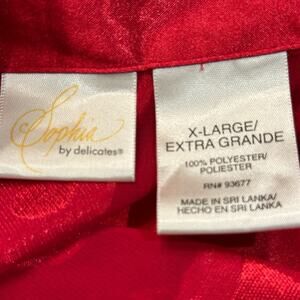 Sophia
by delicates®
X-LARGE/
EXTRA GRANDE
100% POLYESTER/
POLIESTER
RN# 93677
MADE IN SRI LANKA/
HECHO EN SRI LANKA